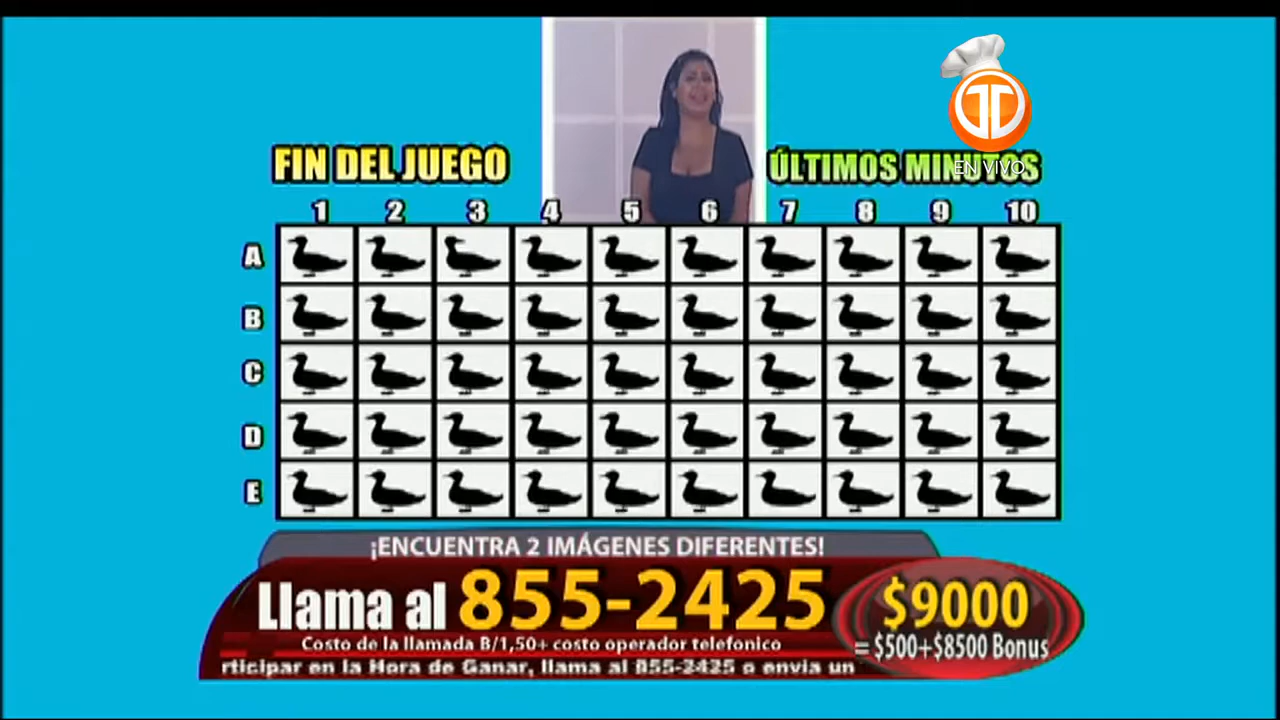 FIN DEL JUEGO
ÚLTIMOS MINUTOS
EN VIVO
1 2 3 4 5 6 7 8 9 10
A
B
C
D
E
¡ENCUENTRA 2 IMÁGENES DIFERENTES!
Llama al 855-2425
$9000
= $500+$8500 Bonus
Costo de la llamada B/1,50+ costo operador telefonico
rticipar en la Hora de Ganar, llama al 855-2425 o envia un